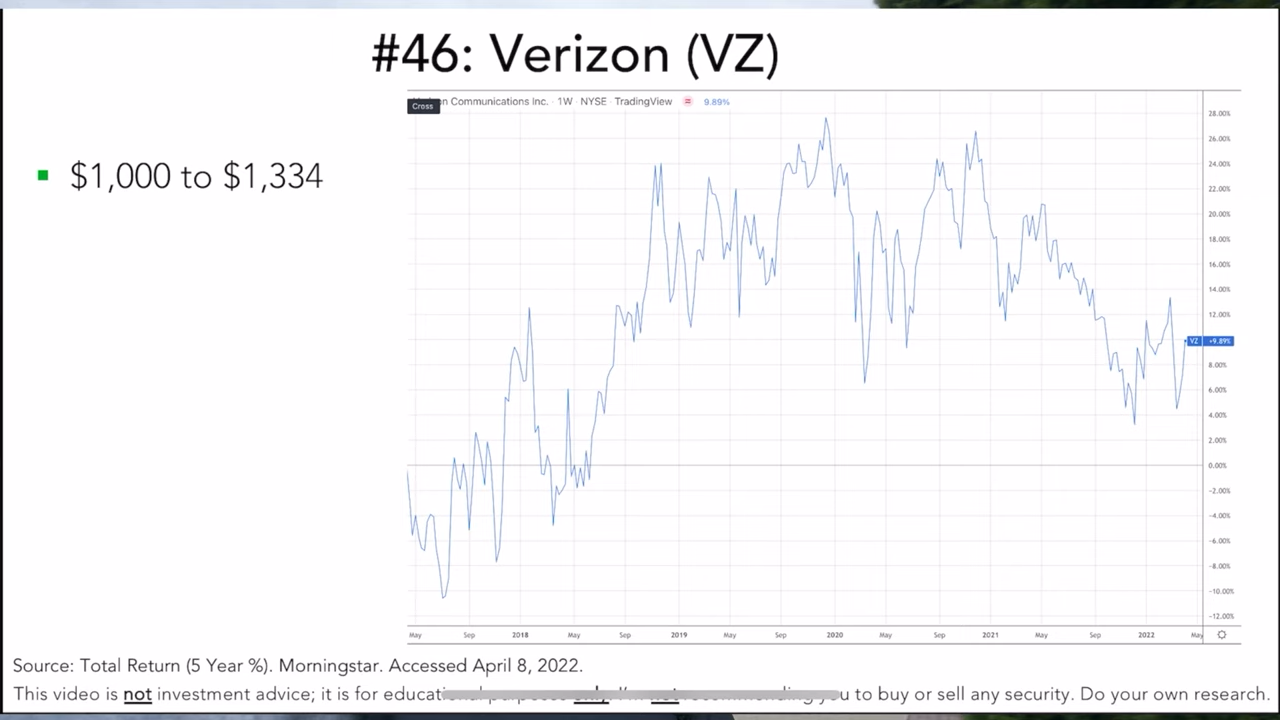 #46: Verizon (VZ)
Cross
n Communications Inc. · 1W · NYSE · TradingView = 9.89%
$1,000 to $1,334
28.00%
26.00%
24.00%
22.00%
20.00%
18.00%
16.00%
14.00%
12.00%
VZ +9.89%
8.00%
6.00%
4.00%
2.00%
0.00%
-2.00%
-4.00%
-6.00%
-8.00%
-10.00%
-12.00%
May Sep 2018 May Sep 2019 May Sep 2020 May Sep 2021 May Sep 2022 May
Source: Total Return (5 Year %). Morningstar. Accessed April 8, 2022.
This video is not investment advice; it is for to buy or sell any security. Do your own research.